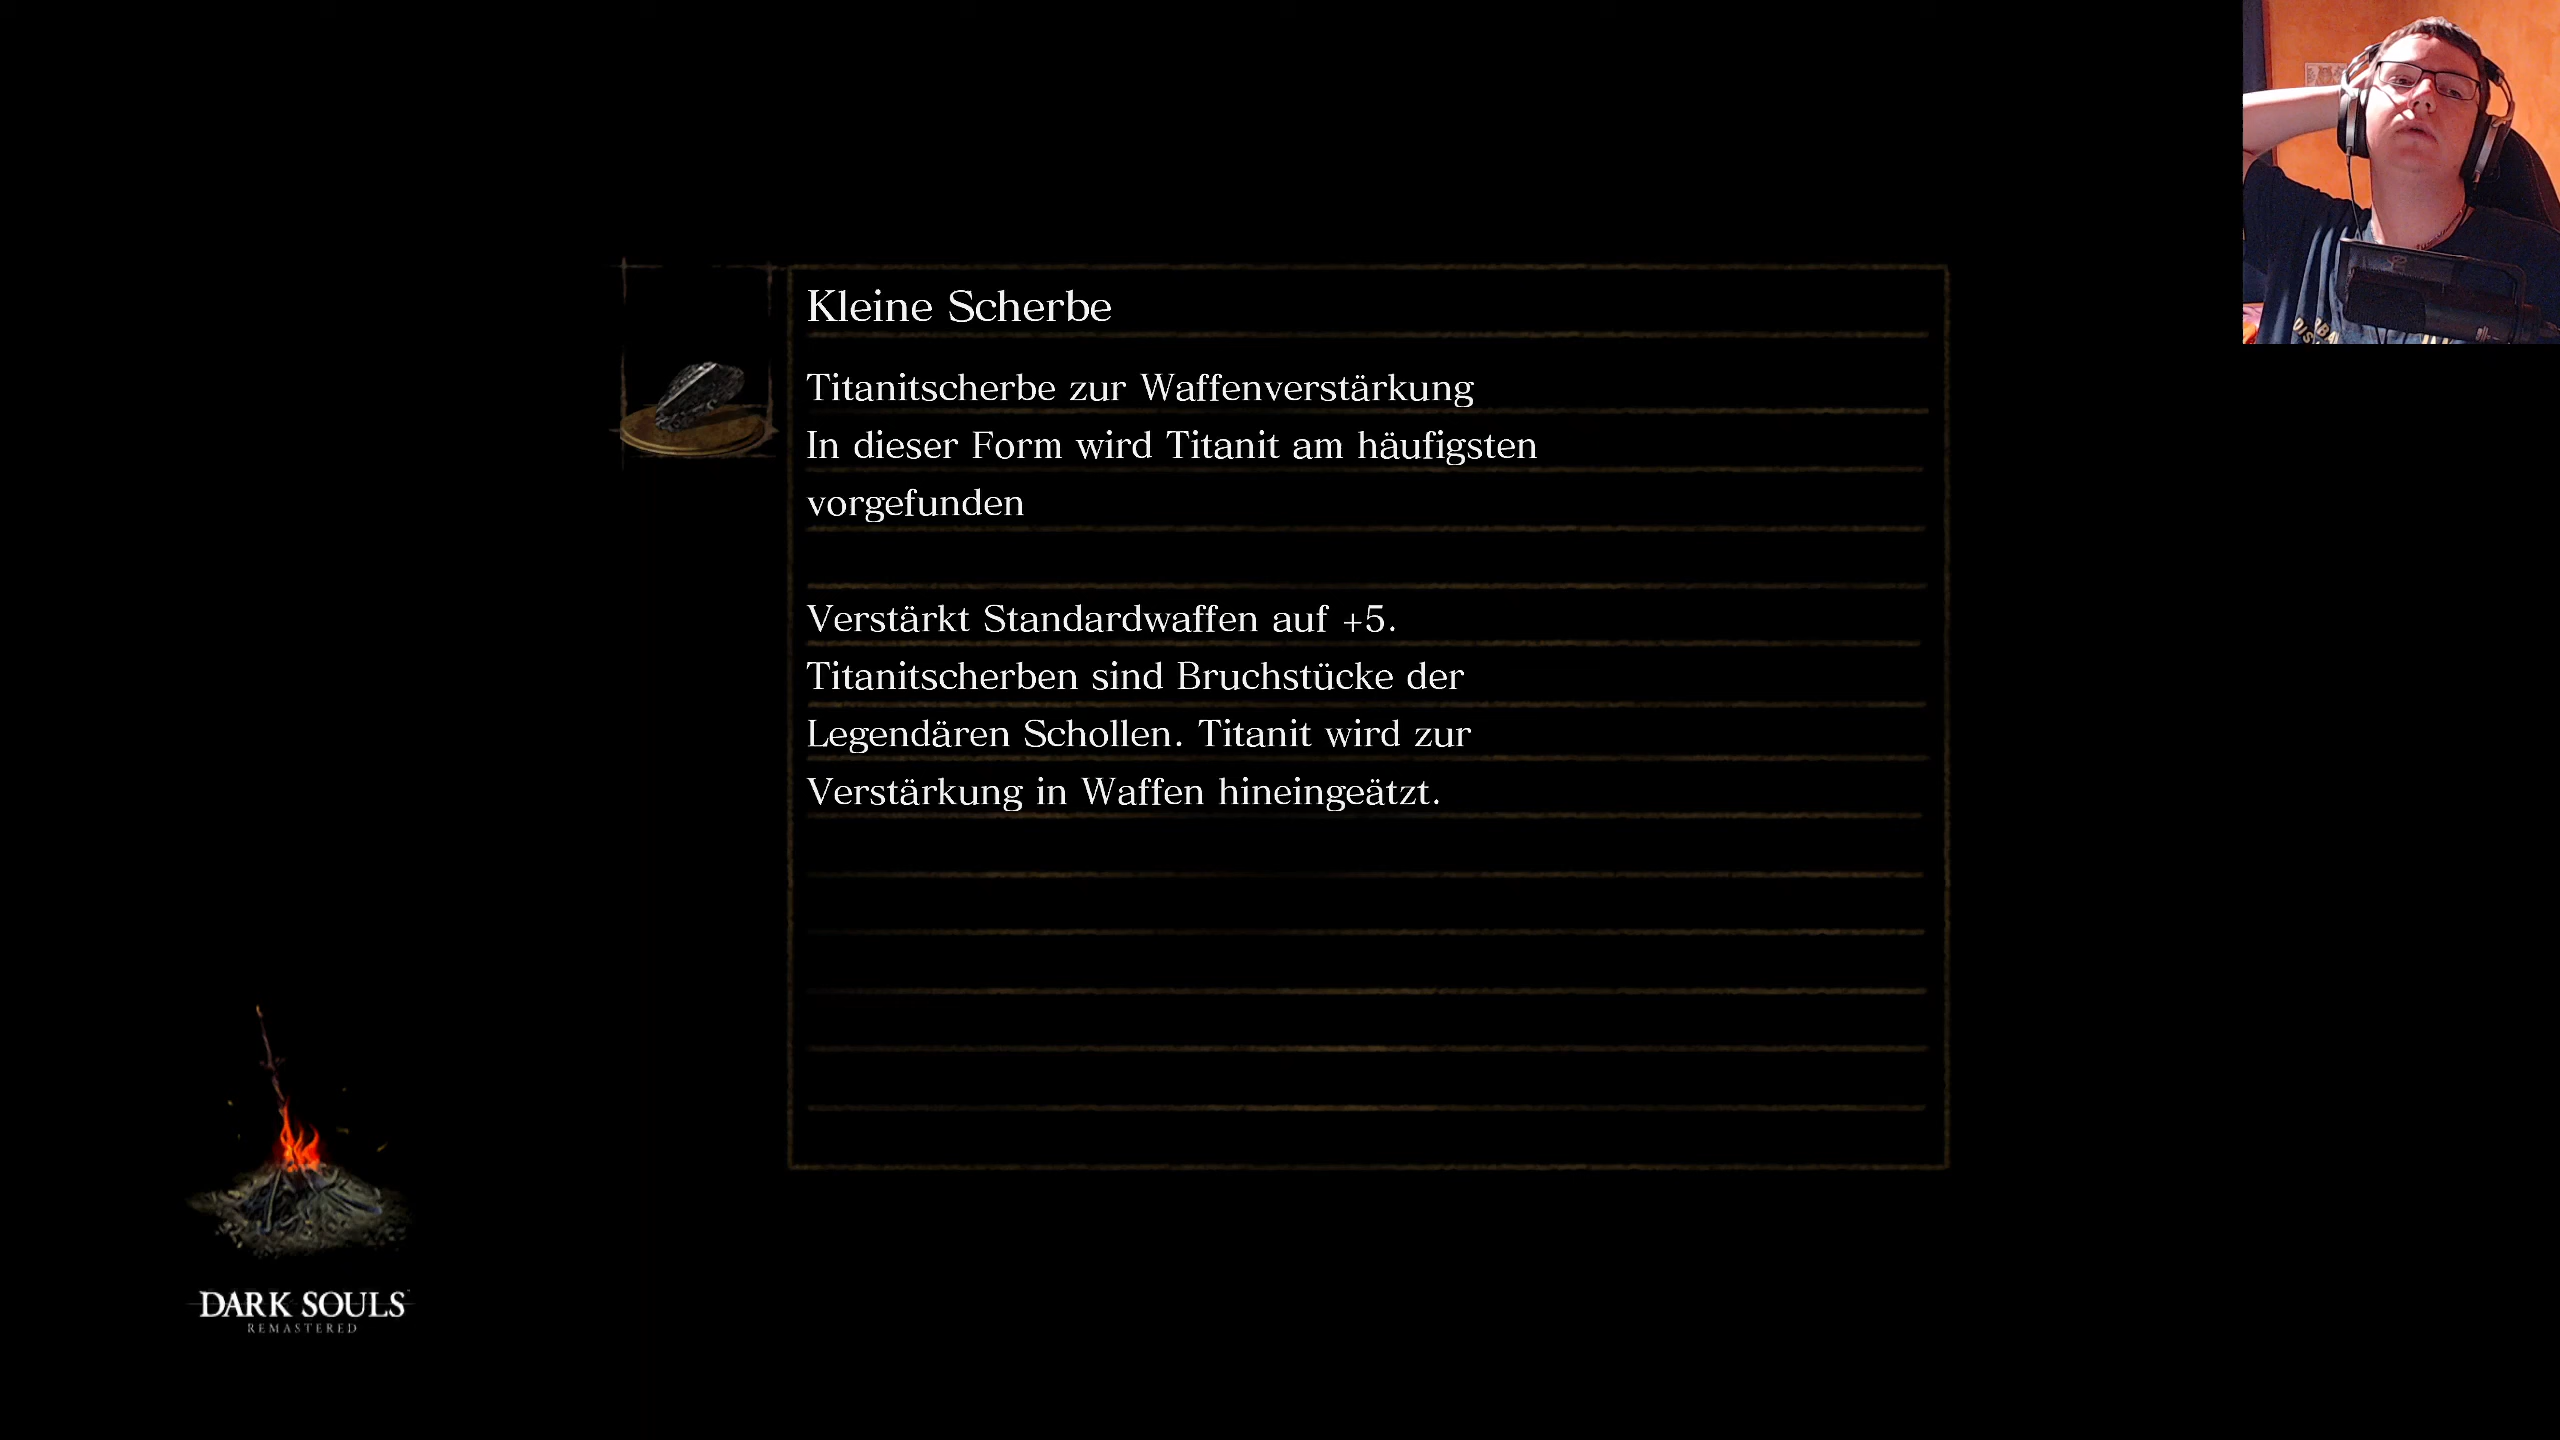 Kleine Scherbe
Titanitscherbe zur Waffenverstärkung
In dieser Form wird Titanit am häufigsten
vorgefunden
Verstärkt Standardwaffen auf +5.
Titanitscherben sind Bruchstücke der
Legendären Schollen. Titanit wird zur
Verstärkung in Waffen hineingeätzt.
DARK SOULS
REMASTERED